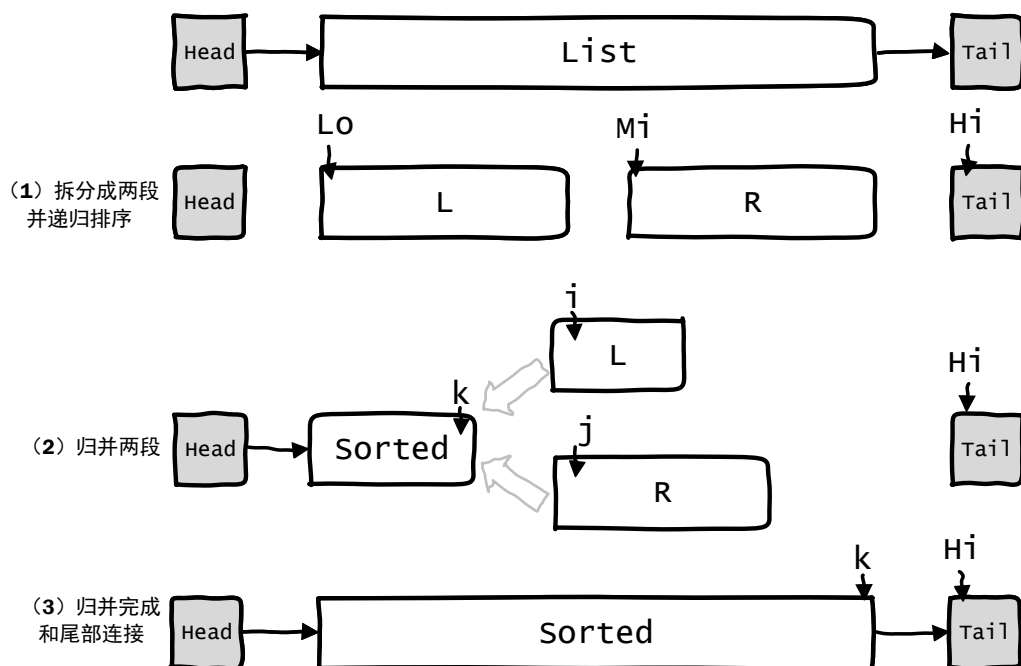 Head
List
Tail
Lo
Mi
Hi
（1）拆分成两段
并递归排序
Head
L
R
Tail
i
L
Hi
k
（2）归并两段
Head
Sorted
j
R
Tail
k
Hi
（3）归并完成
和尾部连接
Head
Sorted
Tail